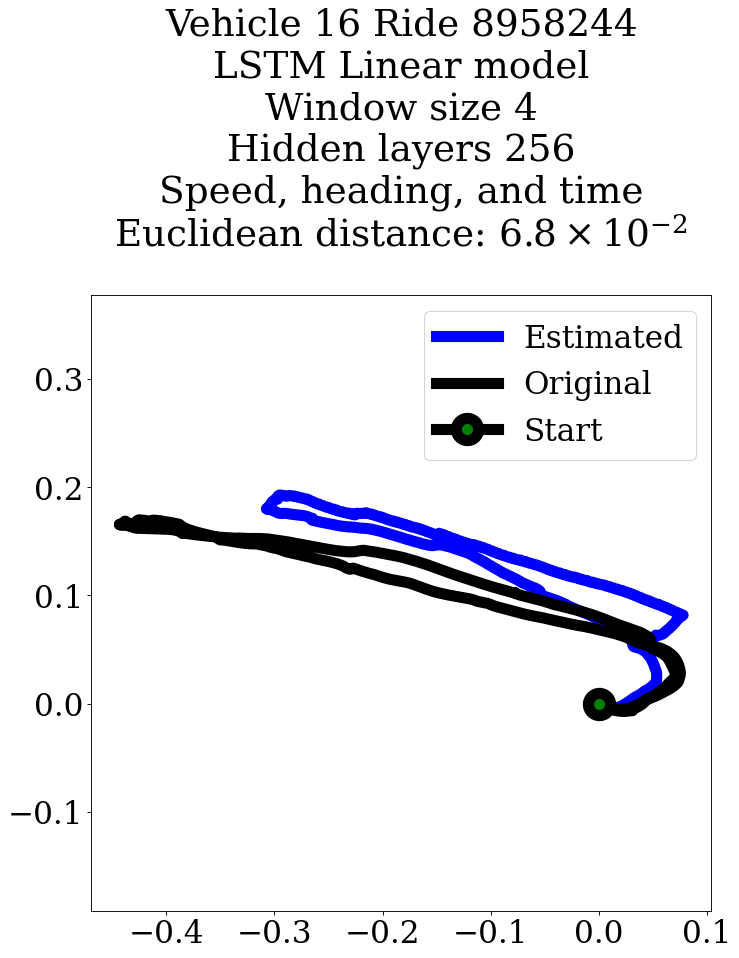 Vehicle 16 Ride 8958244
LSTM Linear model
Window size 4
Hidden layers 256
Speed, heading, and time
Euclidean distance: 6.8 × 10⁻²
Estimated
Original
Start
0.3
0.2
0.1
0.0
−0.1
−0.4 −0.3 −0.2 −0.1 0.0 0.1